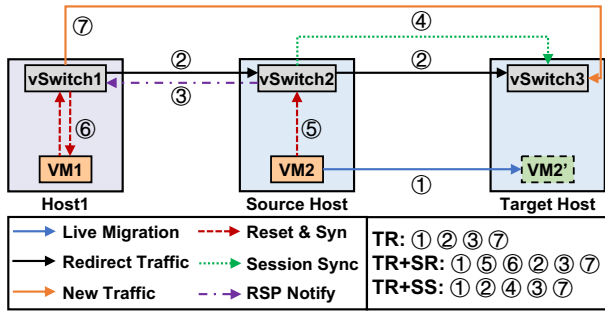 ⑦
④
②
②
vSwitch1
vSwitch2
vSwitch3
③
⑥
⑤
VM1
VM2
VM2'
①
Host1
Source Host
Target Host
Live Migration
Reset & Syn
Redirect Traffic
Session Sync
New Traffic
RSP Notify
TR: ① ② ③ ⑦
TR+SR: ① ⑤ ⑥ ② ③ ⑦
TR+SS: ① ② ④ ③ ⑦